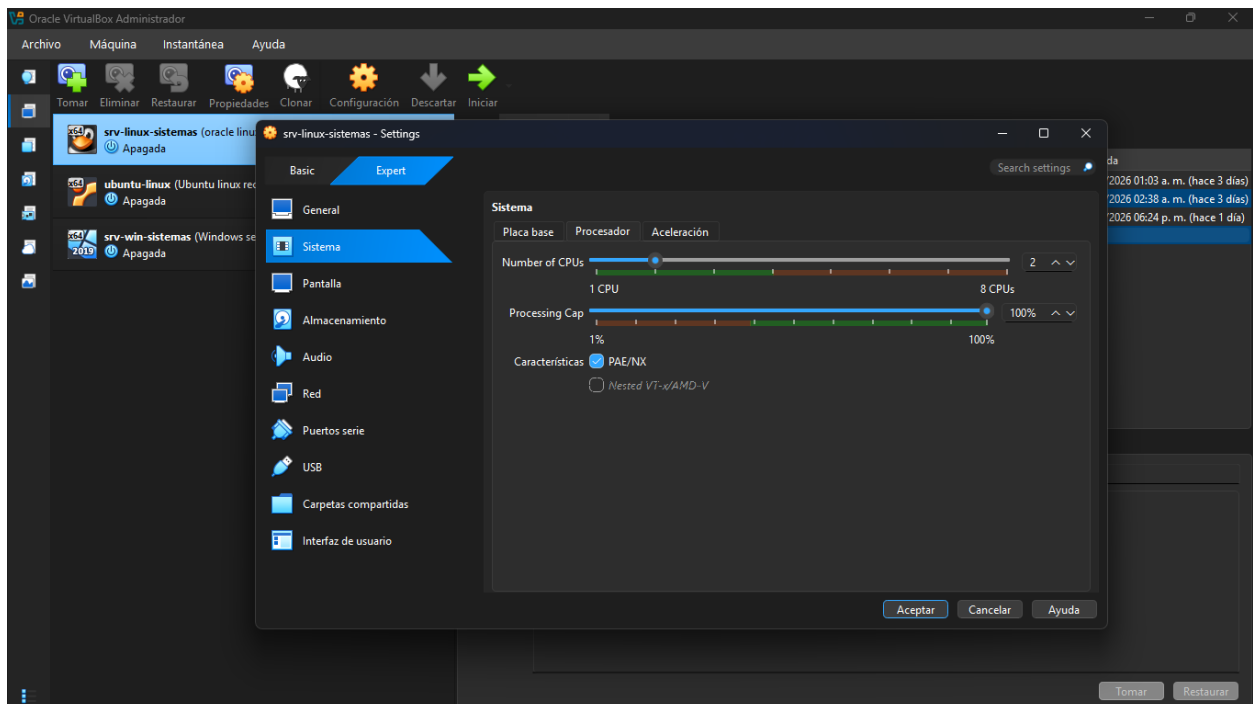 Oracle VirtualBox Administrador
Archivo Máquina Instantánea Ayuda
Tomar Eliminar Restaurar Propiedades Clonar Configuración Descartar Iniciar
x64
srv-linux-sistemas (oracle linu
Apagada
x64
ubuntu-linux (Ubuntu linux rec
Apagada
x64
2019
srv-win-sistemas (Windows se
Apagada
srv-linux-sistemas - Settings
Basic Expert
Search settings
General
Sistema
Pantalla
Almacenamiento
Audio
Red
Puertos serie
USB
Carpetas compartidas
Interfaz de usuario
Sistema
Placa base Procesador Aceleración
Number of CPUs 2
1 CPU 8 CPUs
Processing Cap 100%
1% 100%
Características PAE/NX
Nested VT-x/AMD-V
Aceptar Cancelar Ayuda
da
/2026 01:03 a. m. (hace 3 días)
/2026 02:38 a. m. (hace 3 días)
/2026 06:24 p. m. (hace 1 día)
Tomar Restaurar